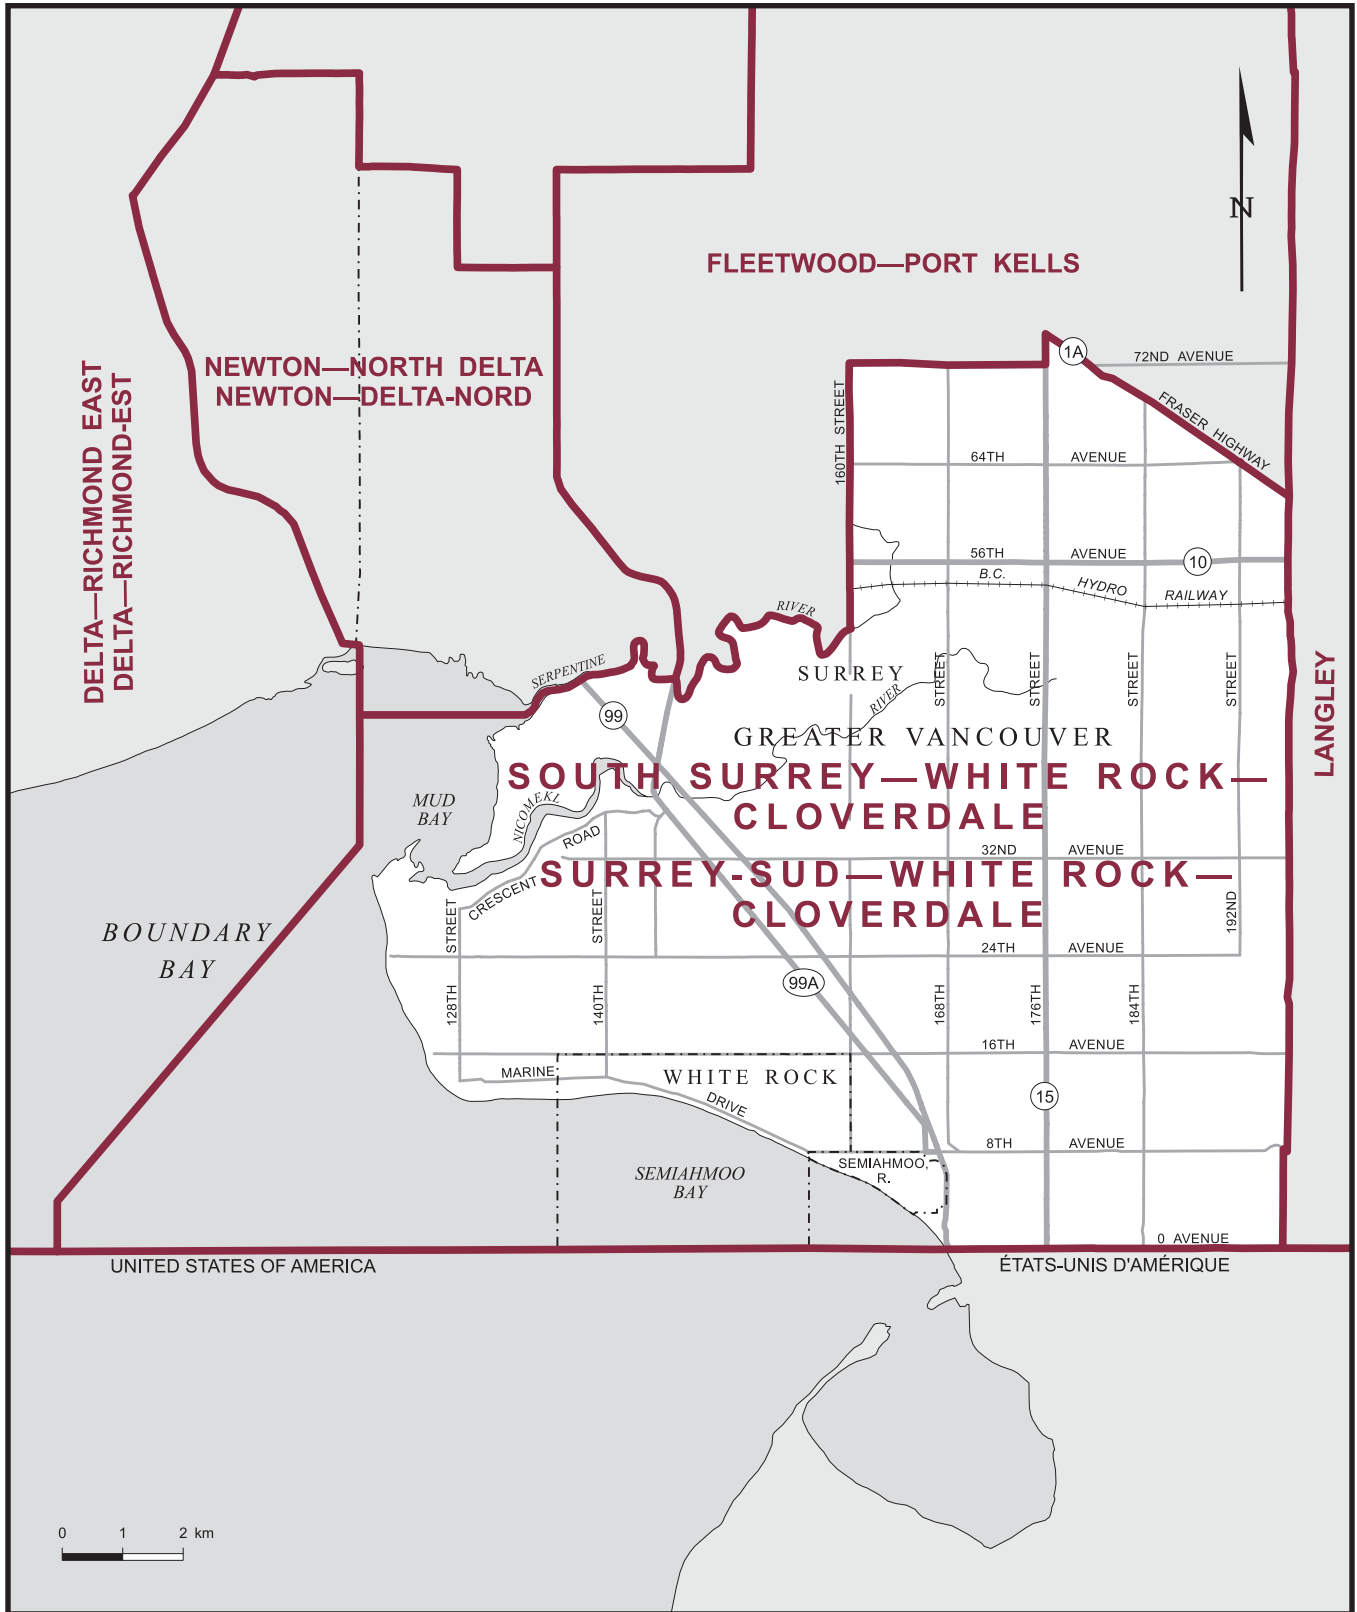 N
FLEETWOOD—PORT KELLS
1A
72ND AVENUE
NEWTON—NORTH DELTA
NEWTON—DELTA-NORD
DELTA—RICHMOND EAST
DELTA—RICHMOND-EST
160TH STREET
FRASER HIGHWAY
64TH AVENUE
56TH AVENUE
10
B.C. HYDRO RAILWAY
RIVER
SERPENTINE
SURREY
STREET
STREET
STREET
STREET
RIVER
LANGLEY
99
GREATER VANCOUVER
SOUTH SURREY—WHITE ROCK—
CLOVERDALE
MUD
BAY
NICOMEKL
ROAD
CRESCENT
32ND AVENUE
SURREY-SUD—WHITE ROCK—
CLOVERDALE
192ND
STREET
STREET
BOUNDARY
BAY
24TH AVENUE
99A
128TH
140TH
168TH
176TH
184TH
16TH AVENUE
MARINE
DRIVE
WHITE ROCK
15
8TH AVENUE
SEMIAHMOO
BAY
SEMIAHMOO,
R.
0 AVENUE
UNITED STATES OF AMERICA
ÉTATS-UNIS D'AMÉRIQUE
0 1 2 km